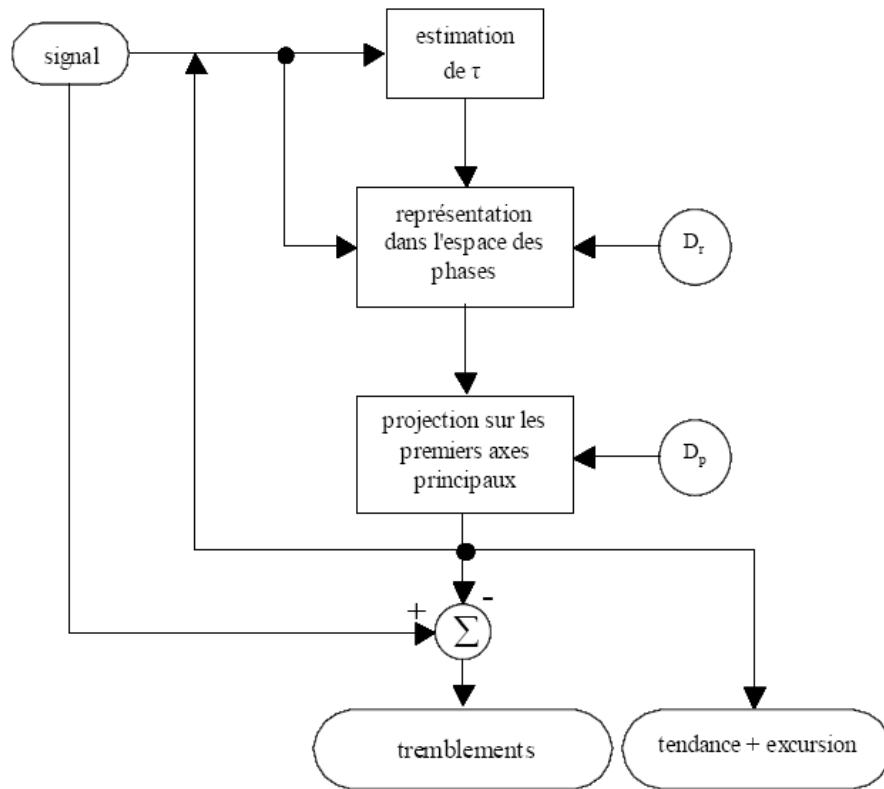 signal
estimation
de τ
représentation
dans l'espace des
phases
D_r
projection sur les
premiers axes
principaux
D_p
+
-
Σ
tremblements
tendance + excursion